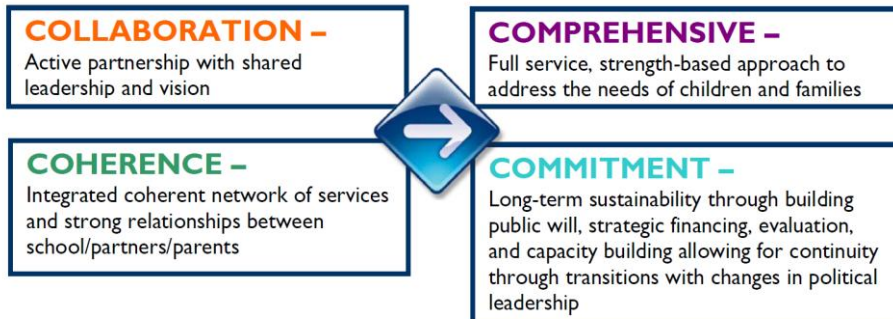 COLLABORATION –
Active partnership with shared
leadership and vision
COMPREHENSIVE –
Full service, strength-based approach to
address the needs of children and families
COHERENCE –
Integrated coherent network of services
and strong relationships between
school/partners/parents
COMMITMENT –
Long-term sustainability through building
public will, strategic financing, evaluation,
and capacity building allowing for continuity
through transitions with changes in political
leadership